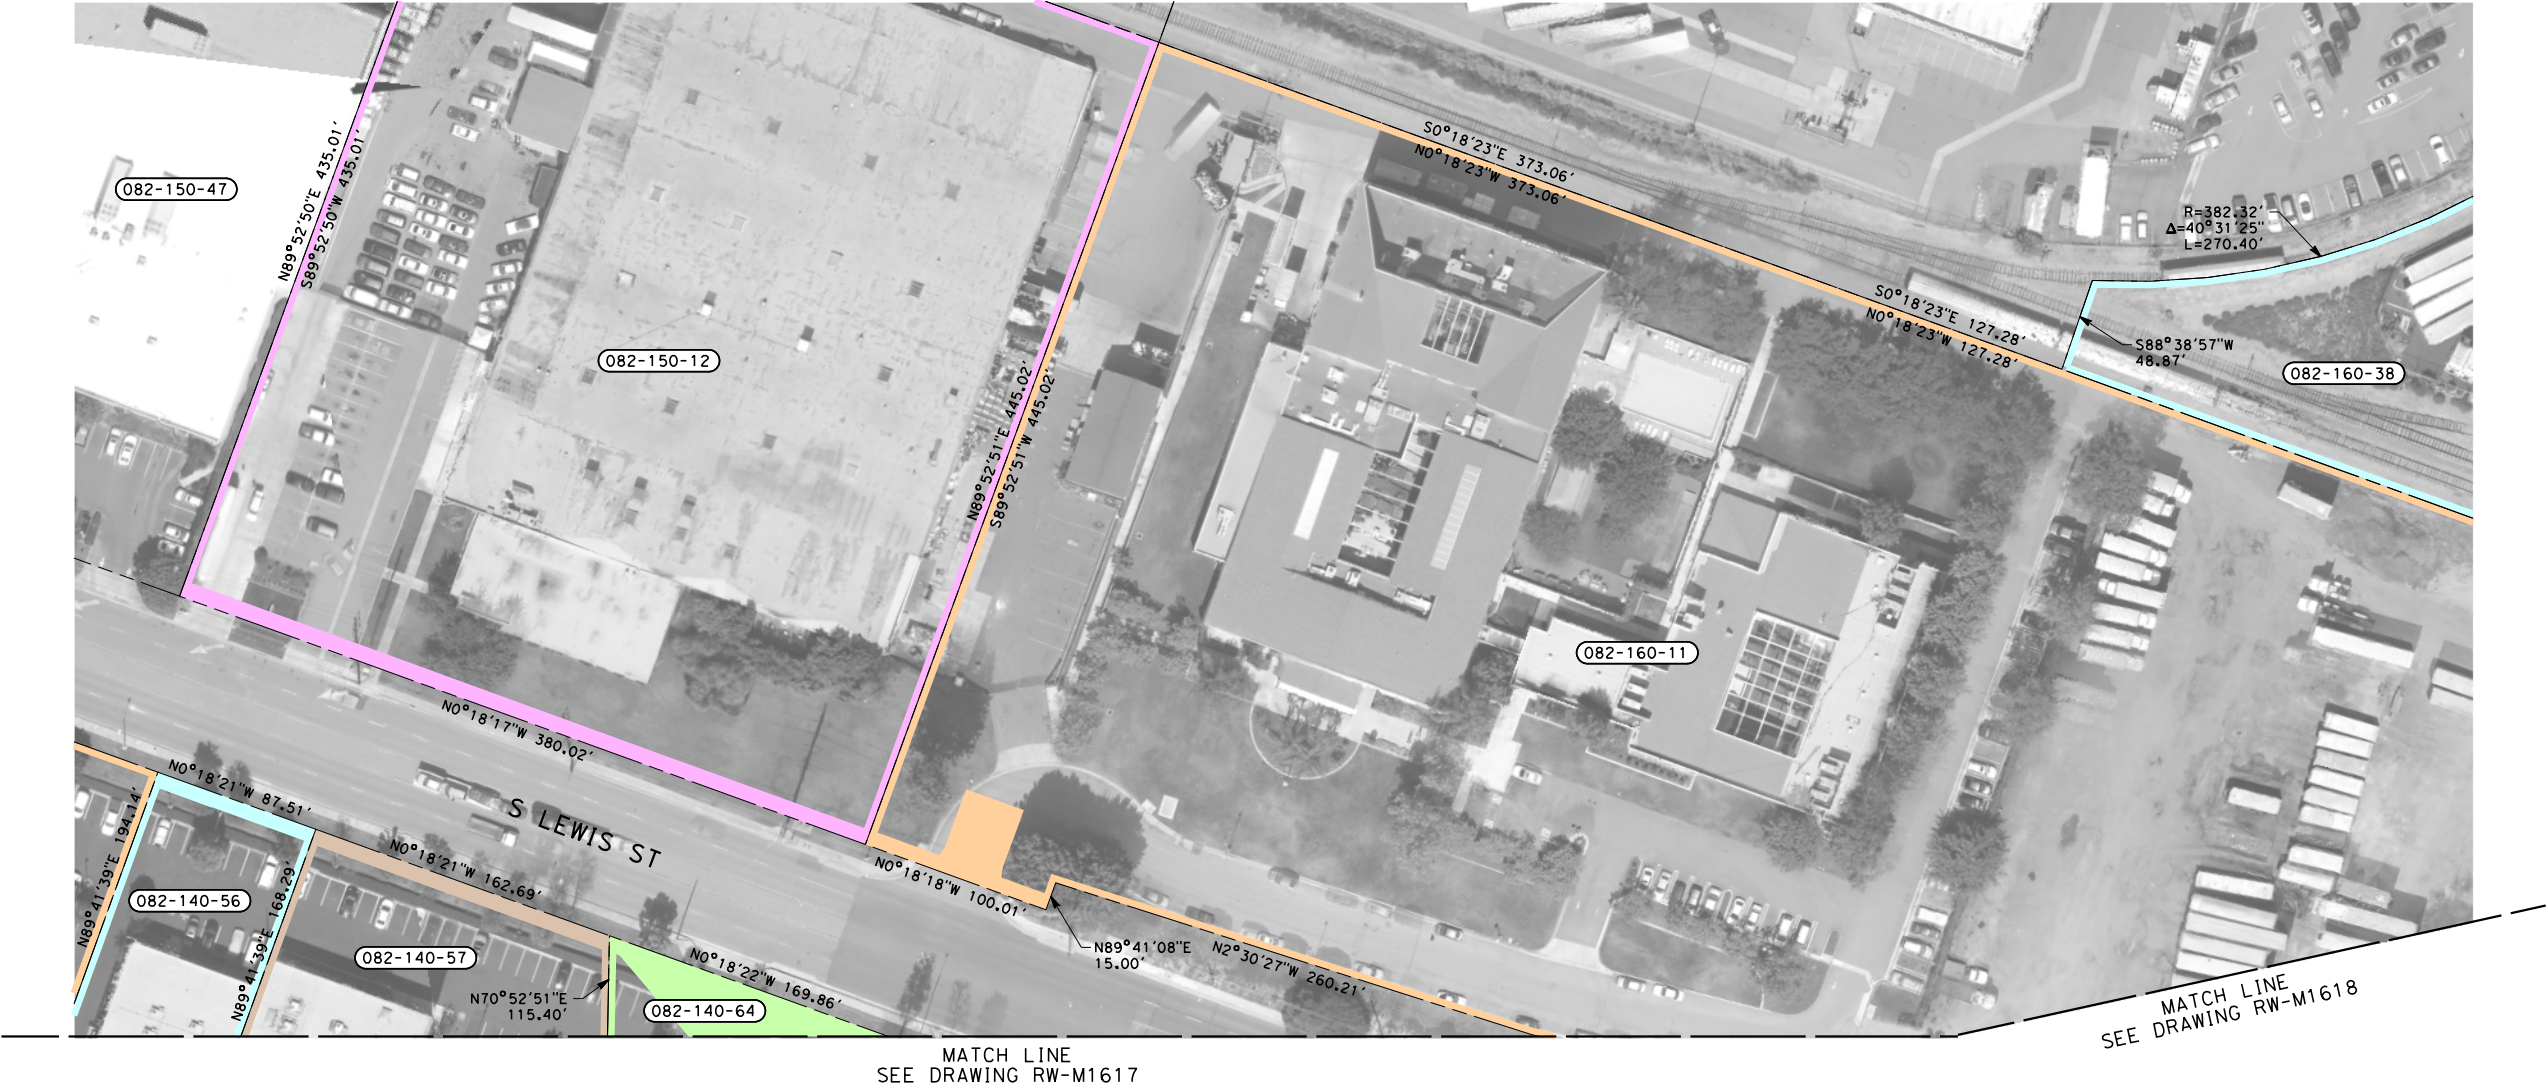 N89°52'50"E 435.01'
S89°52'50"W 435.01'
082-150-47
082-150-12
N89°52'51"E 445.02'
S89°52'51"W 445.02'
S0°18'23"E 373.06'
N0°18'23"W 373.06'
R=382.32'
Δ=40°31'25"
L=270.40'
S0°18'23"E 127.28'
N0°18'23"W 127.28'
S88°38'57"W
48.87'
082-160-38
082-160-11
N0°18'17"W 380.02'
S LEWIS ST
N0°18'21"W 87.51'
N89°41'39"E 194.14'
082-140-56
N89°41'39"E 168.29'
N0°18'21"W 162.69'
082-140-57
N70°52'51"E
115.40'
N0°18'22"W 169.86'
082-140-64
N0°18'18"W 100.01'
N89°41'08"E
15.00'
N2°30'27"W 260.21'
MATCH LINE
SEE DRAWING RW-M1618
MATCH LINE
SEE DRAWING RW-M1617